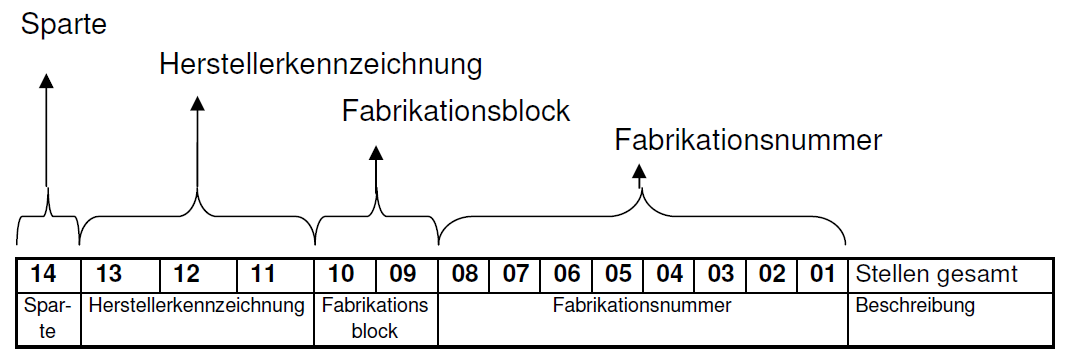 Sparte
Herstellerkennzeichnung
Fabrikationsblock
Fabrikationsnummer
14 13 12 11 10 09 08 07 06 05 04 03 02 01 Stellen gesamt
Spar- Herstellerkennzeichnung Fabrikations Fabrikationsnummer Beschreibung
te block